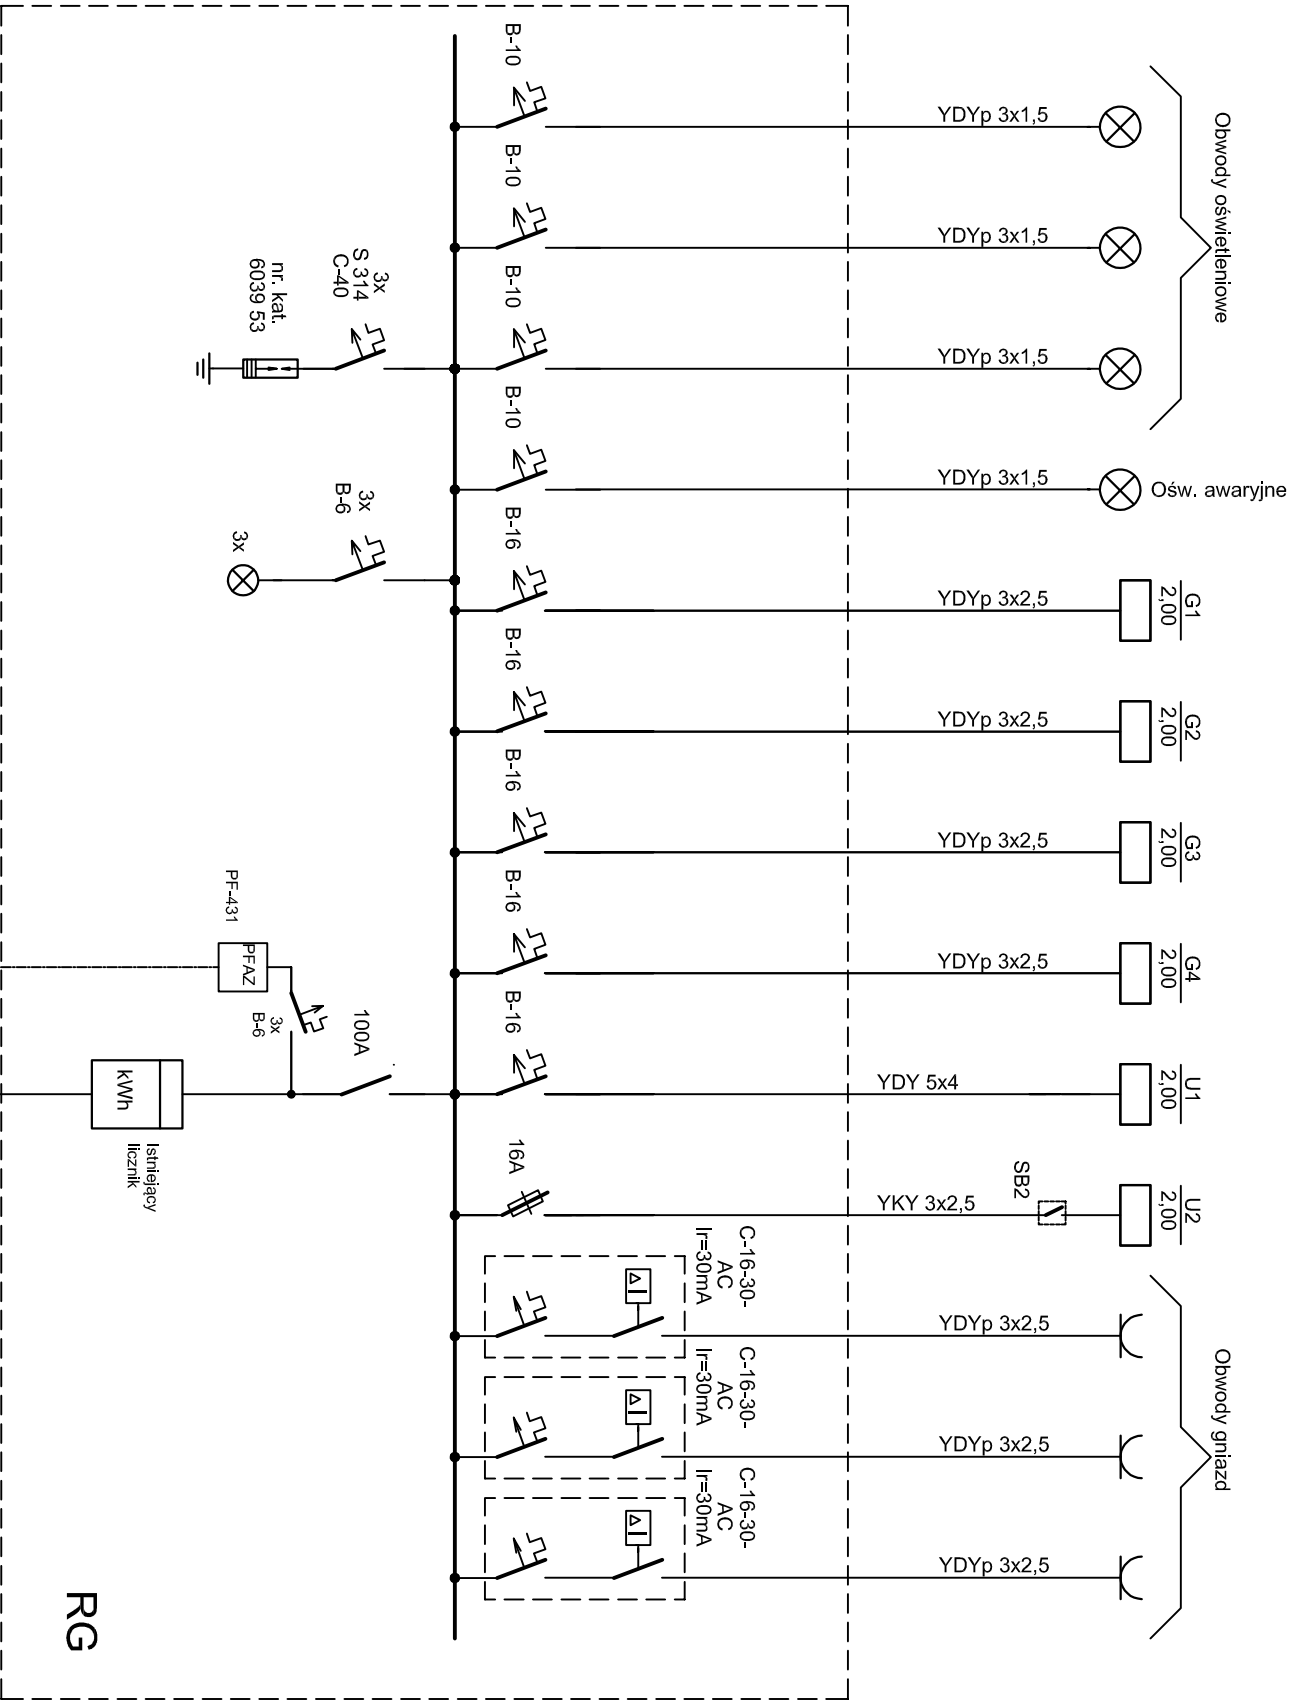 Obwody oświetleniowe
B-10
YDYp 3x1,5
B-10
YDYp 3x1,5
B-10
YDYp 3x1,5
B-10
YDYp 3x1,5
Ośw. awaryjne
3x
S 314
C-40
nr. kat.
6039 53
3x
B-6
3x
B-16
YDYp 3x2,5
G1
2,00
B-16
YDYp 3x2,5
G2
2,00
B-16
YDYp 3x2,5
G3
2,00
B-16
YDYp 3x2,5
G4
2,00
B-16
YDY 5x4
U1
2,00
16A
YKY 3x2,5
SB2
U2
2,00
PF-431
PFAZ
3x
B-6
100A
kWh
Istniejący
licznik
C-16-30-
AC
Ir=30mA
YDYp 3x2,5
C-16-30-
AC
Ir=30mA
YDYp 3x2,5
C-16-30-
AC
Ir=30mA
YDYp 3x2,5
Obwody gniazd
RG